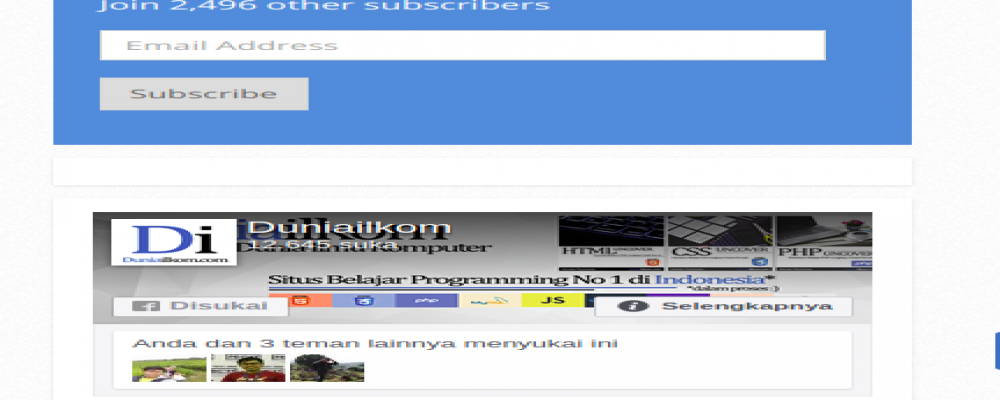 Join 2,496 other subscribers
Email Address
Subscribe
Di
Duniailkom.com
Duniailkom
12.645 suka
Komputer
HTML UNCOVER
CSS UNCOVER
PHP UNCOVER
Situs Belajar Programming No 1 di Indonesia*
*dalam proses :)
php
JS
Disukai
Selengkapnya
Anda dan 3 teman lainnya menyukai ini